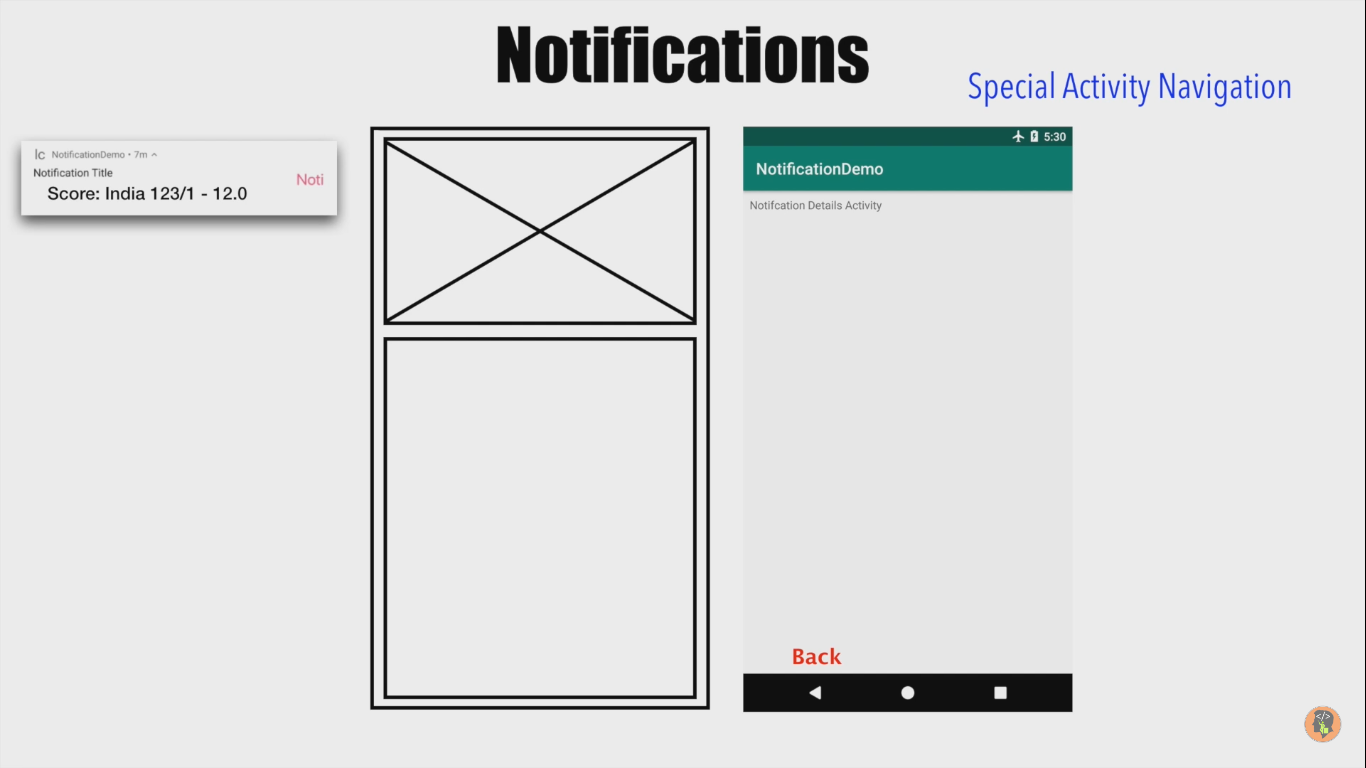 Notifications
Special Activity Navigation
lc NotificationDemo • 7m
Notification Title
Score: India 123/1 - 12.0
Noti
5:30
NotificationDemo
Notifcation Details Activity
Back
</>